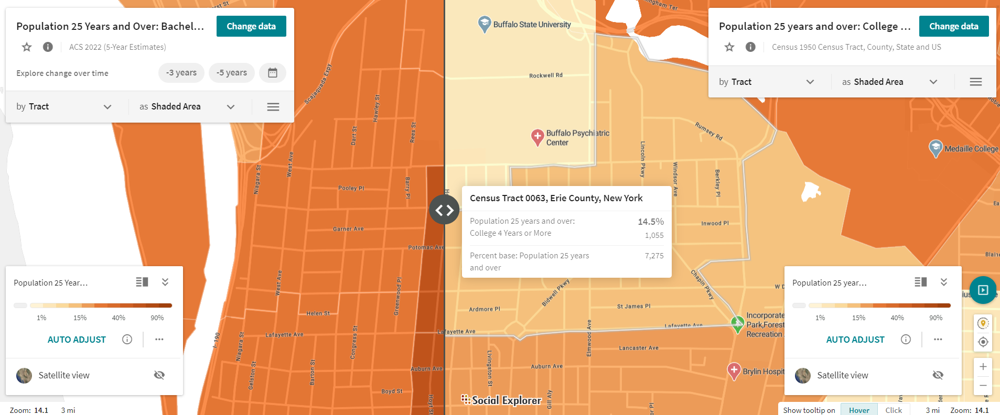 Population 25 Years and Over: Bachel...
Change data
ACS 2022 (5-Year Estimates)
Explore change over time
-3 years
-5 years
by Tract
as Shaded Area
Population 25 years and over: College ...
Change data
Census 1950 Census Tract, County, State and US
by Tract
as Shaded Area
Scajaquada Expy
Hawley St
Dart St
Rees St
West Ave
Niagara St
Pooley Pl
Barry Pl
Garner Ave
Potomac Ave
West Ave
Greenwood Pl
Helen St
Lafayette Ave
Congress St
I-190
Niagara St
Gelston St
Barton St
Auburn Ave
Boyd St
Hoyt St
Buffalo State University
Rockwell Rd
Buffalo Psychiatric
Center
Rumsey Rd
Lincoln Pkwy
Windsor Ave
Berkley Pl
Medaille College
Inwood Pl
Census Tract 0063, Erie County, New York
Population 25 years and over:
College 4 Years or More
14.5%
1,055
Percent base: Population 25 years
and over
7,275
Chapin Pkwy
Bidwell Pkwy
Ardmore Pl
St James Pl
Lafayette Ave
Elmwood Ave
Lafayette Ave
Incorporate
Park,Forest
Recreation
Lancaster Ave
Livingston St
Auburn Ave
Brylin Hospit
Gill Aly
Social Explorer
Population 25 Year...
1% 15% 40% 90%
AUTO ADJUST
Satellite view
Zoom: 14.1 3 mi
Population 25 year...
1% 15% 40% 90%
AUTO ADJUST
Satellite view
Show tooltip on Hover Click 3 mi Zoom: 14.1